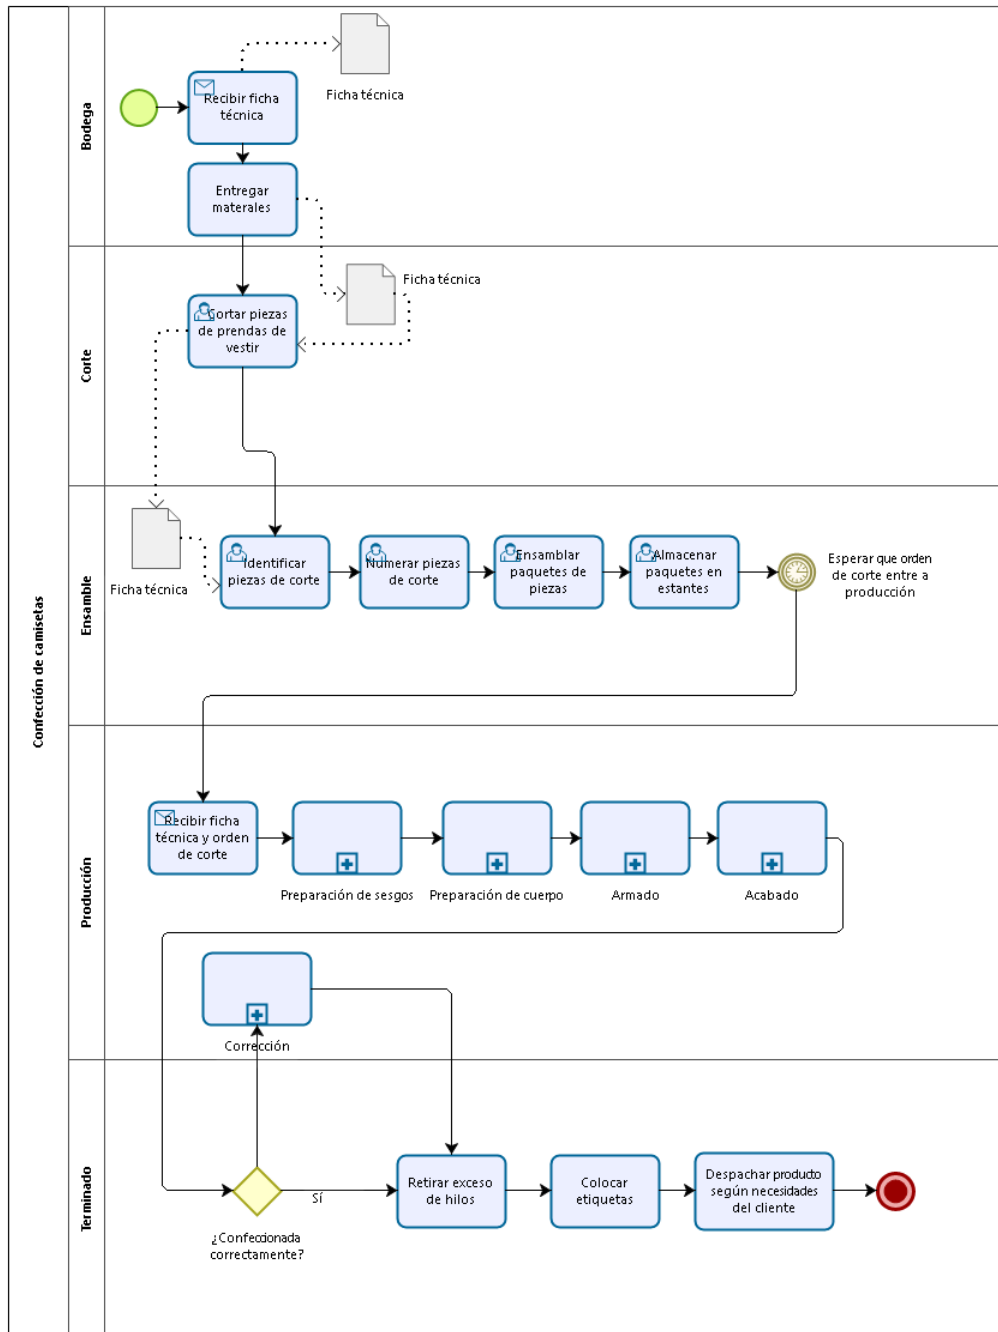 Confección de camisetas
Bodega
Recibir ficha
técnica
Ficha técnica
Entregar
materales
Corte
Ficha técnica
Cortar piezas
de prendas de
vestir
Ensamble
Ficha técnica
Identificar
piezas de corte
Numerar piezas
de corte
Ensamblar
paquetes de
piezas
Almacenar
paquetes en
estantes
Esperar que orden
de corte entre a
producción
Producción
Recibir ficha
técnica y orden
de corte
Preparación de sesgos
Preparación de cuerpo
Armado
Acabado
Corrección
Terminado
¿Confeccionada
correctamente?
Sí
Retirar exceso
de hilos
Colocar
etiquetas
Despachar producto
según necesidades
del cliente